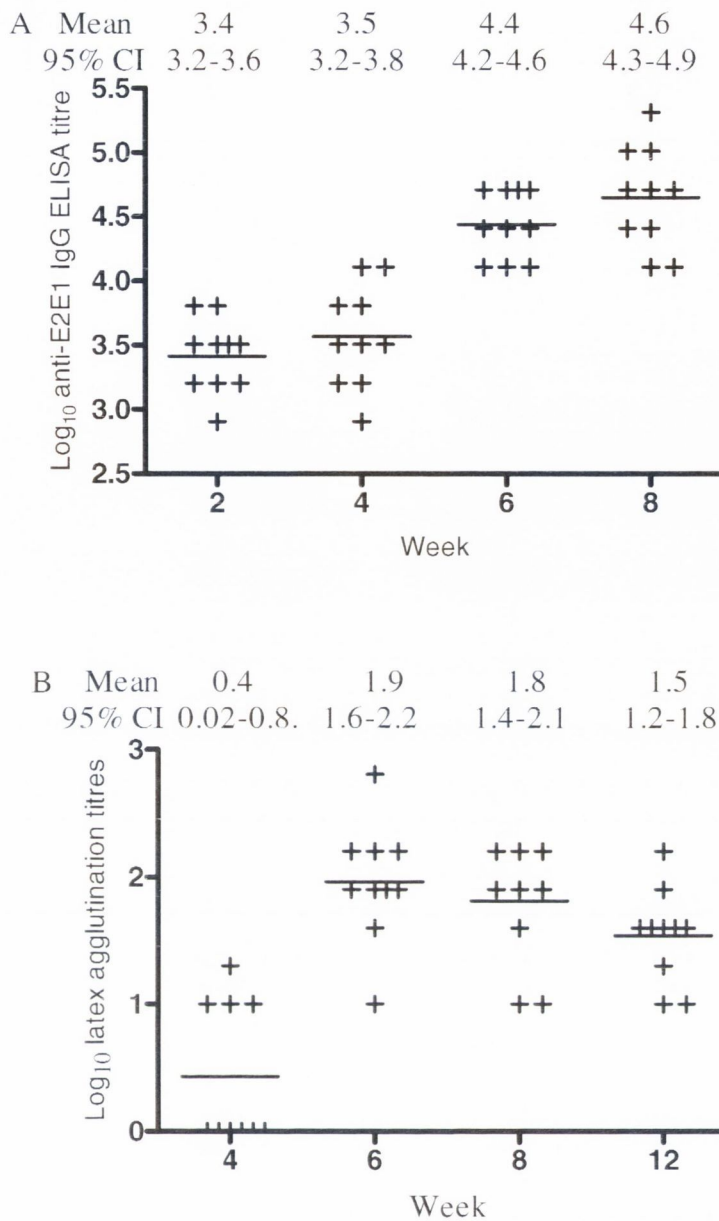 A Mean 3.4 3.5 4.4 4.6
95% CI 3.2-3.6 3.2-3.8 4.2-4.6 4.3-4.9
Log10 anti-E2E1 IgG ELISA titre
5.5
5.0
4.5
4.0
3.5
3.0
2.5
2 4 6 8
Week
B Mean 0.4 1.9 1.8 1.5
95% CI 0.02-0.8. 1.6-2.2 1.4-2.1 1.2-1.8
Log10 latex agglutination titres
3
2
1
0
4 6 8 12
Week